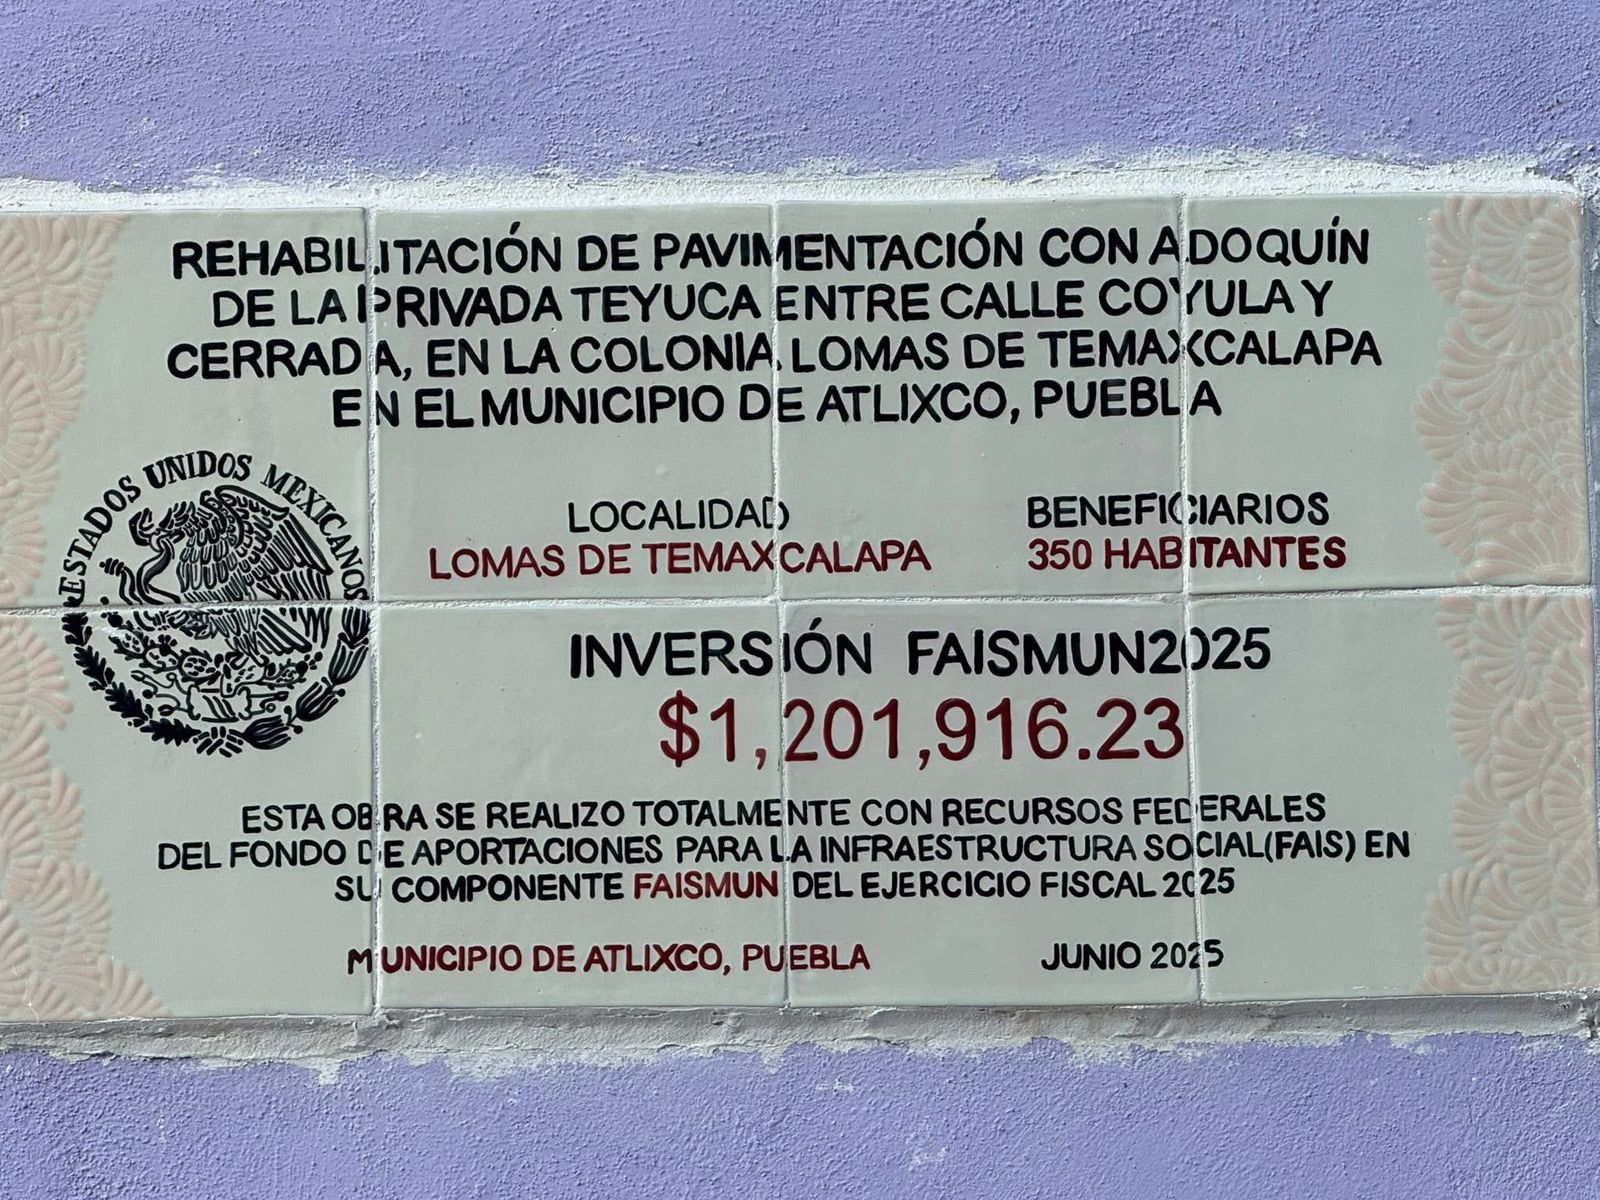 REHABILITACIÓN DE PAVIMENTACIÓN CON ADOQUÍN
DE LA PRIVADA TEYUCA ENTRE CALLE COYULA Y
CERRADA, EN LA COLONIA LOMAS DE TEMAXCALAPA
EN EL MUNICIPIO DE ATLIXCO, PUEBLA
ESTADOS UNIDOS MEXICANOS
LOCALIDAD BENEFICIARIOS
LOMAS DE TEMAXCALAPA 350 HABITANTES
INVERSIÓN FAISMUN2025
$1,201,916.23
ESTA OBRA SE REALIZO TOTALMENTE CON RECURSOS FEDERALES
DEL FONDO DE APORTACIONES PARA LA INFRAESTRUCTURA SOCIAL(FAIS) EN
SU COMPONENTE FAISMUN DEL EJERCICIO FISCAL 2025
MUNICIPIO DE ATLIXCO, PUEBLA JUNIO 2025